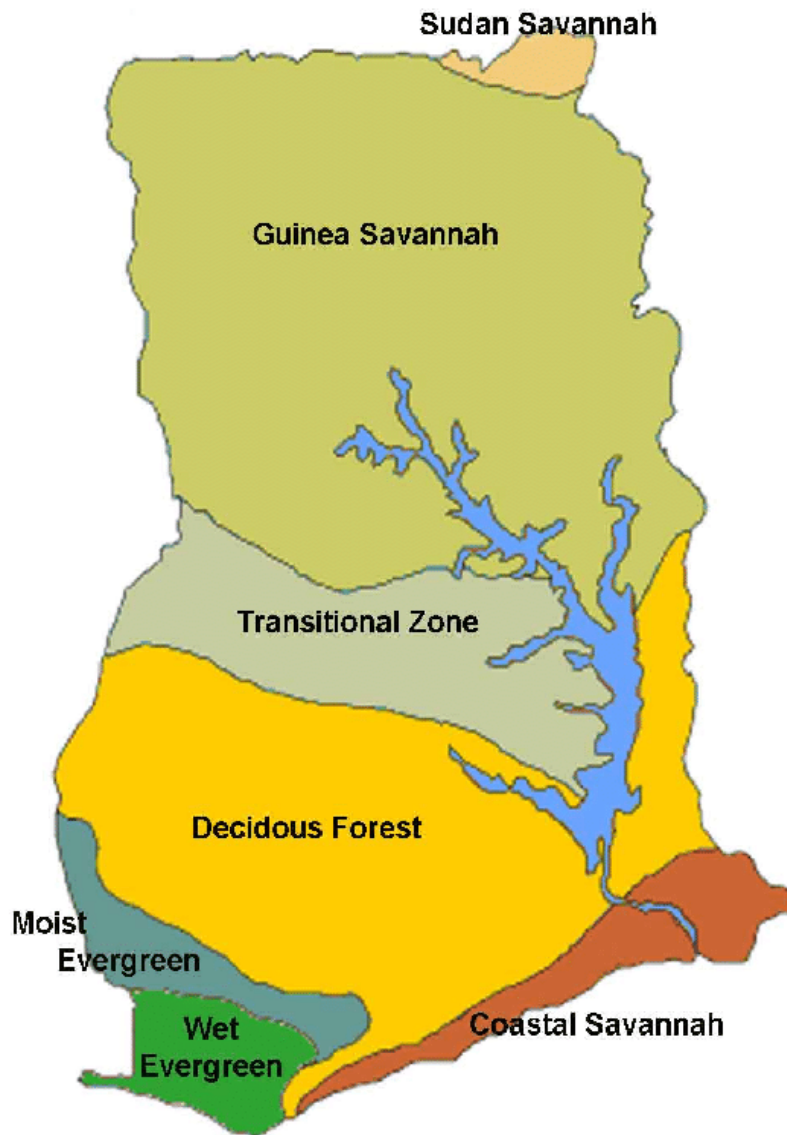 Sudan Savannah
Guinea Savannah
Transitional Zone
Decidous Forest
Moist
Evergreen
Wet
Evergreen
Coastal Savannah